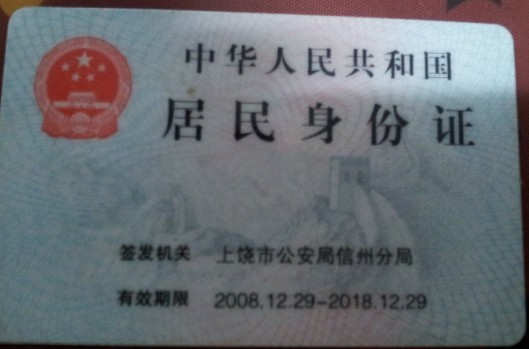 中华人民共和国
居民身份证
签发机关 上饶市公安局信州分局
有效期限 2008.12.29-2018.12.29